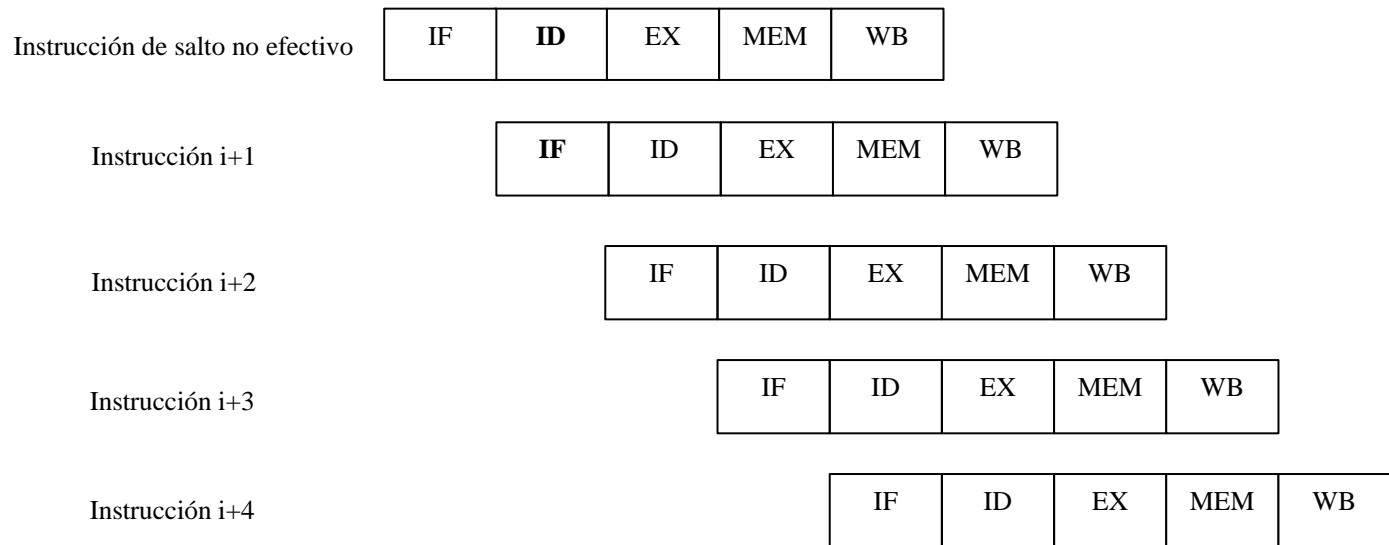 Instrucción de salto no efectivo IF ID EX MEM WB
Instrucción i+1 IF ID EX MEM WB
Instrucción i+2 IF ID EX MEM WB
Instrucción i+3 IF ID EX MEM WB
Instrucción i+4 IF ID EX MEM WB